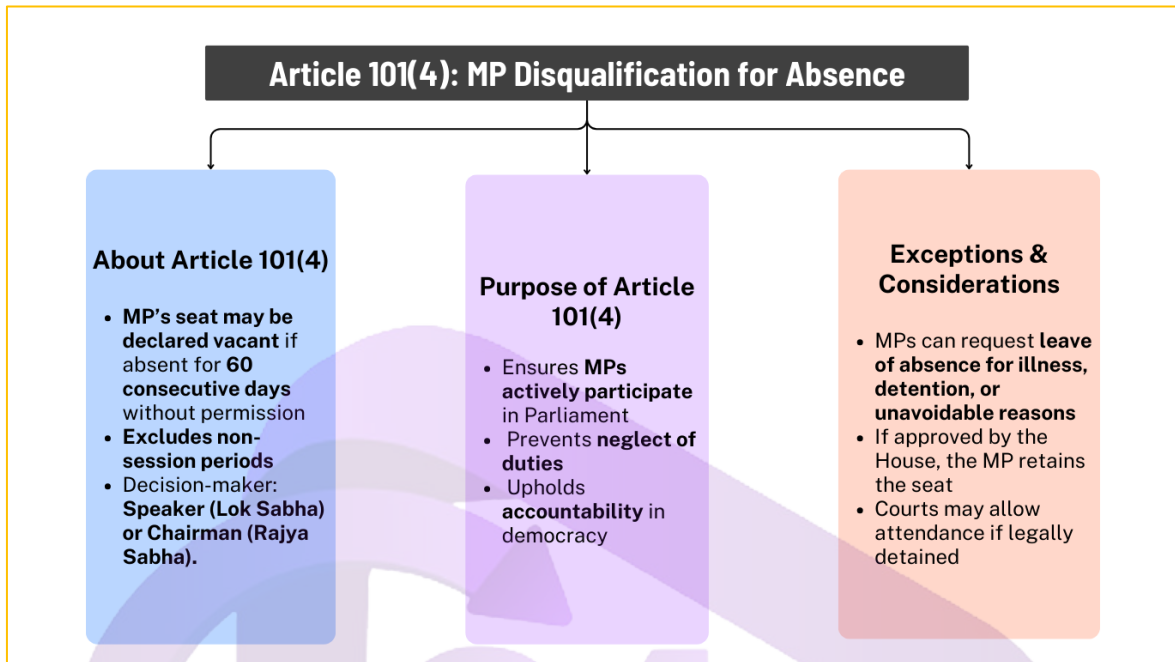 Article 101(4): MP Disqualification for Absence
About Article 101(4)
• MP's seat may be
declared vacant if
absent for 60
consecutive days
without permission
• Excludes non-
session periods
• Decision-maker:
Speaker (Lok Sabha)
or Chairman (Rajya
Sabha).
Purpose of Article
101(4)
• Ensures MPs
actively participate
in Parliament
• Prevents neglect of
duties
• Upholds
accountability in
democracy
Exceptions &
Considerations
• MPs can request leave
of absence for illness,
detention, or
unavoidable reasons
• If approved by the
House, the MP retains
the seat
• Courts may allow
attendance if legally
detained